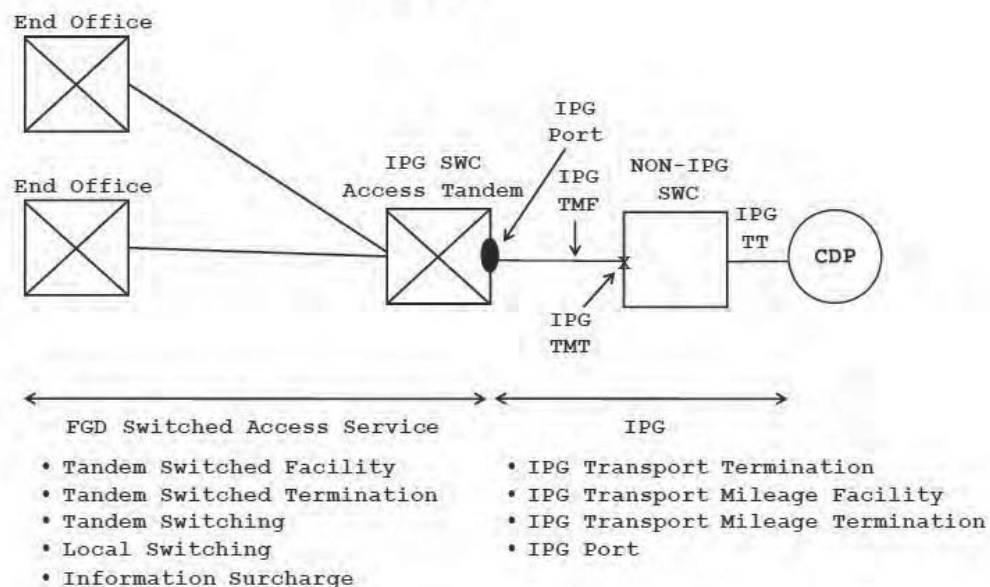 End Office
End Office
IPG SWC
Access Tandem
IPG
Port
IPG
TMF
NON-IPG
SWC
IPG
TT
CDP
X
IPG
TMT
FGD Switched Access Service
• Tandem Switched Facility
• Tandem Switched Termination
• Tandem Switching
• Local Switching
• Information Surcharge
IPG
• IPG Transport Termination
• IPG Transport Mileage Facility
• IPG Transport Mileage Termination
• IPG Port